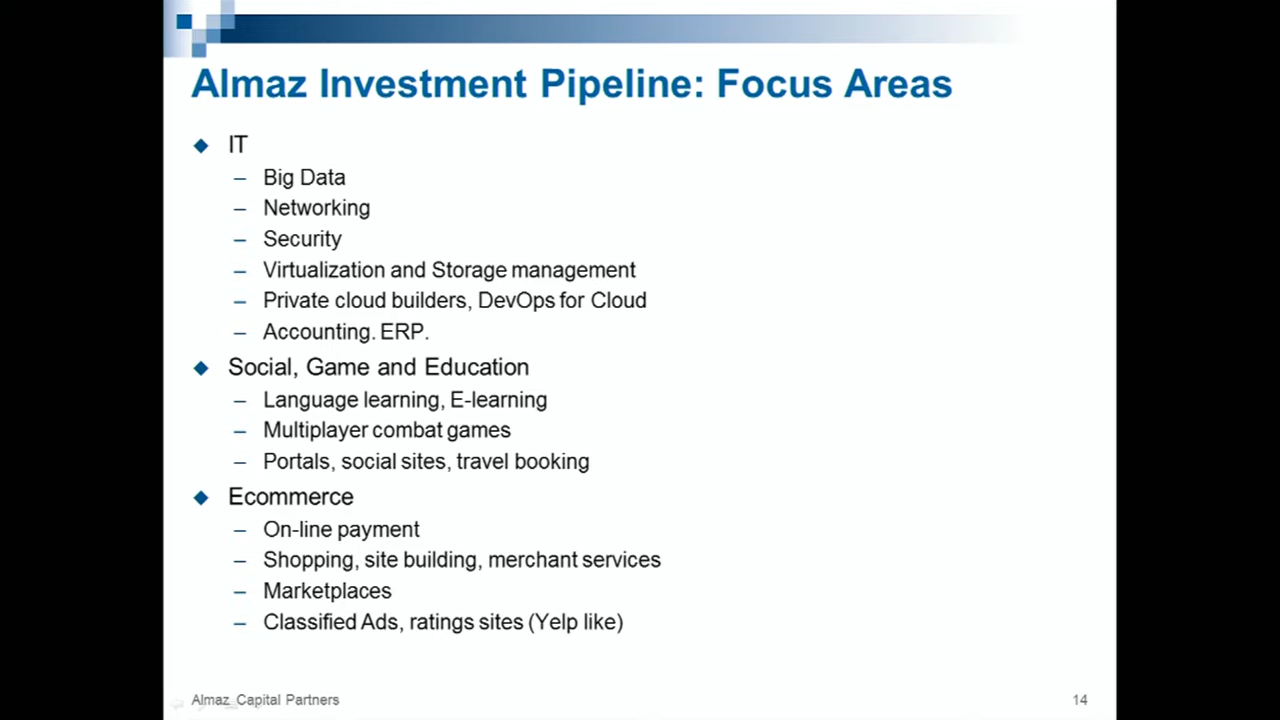 Almaz Investment Pipeline: Focus Areas
◆ IT
– Big Data
– Networking
– Security
– Virtualization and Storage management
– Private cloud builders, DevOps for Cloud
– Accounting. ERP.
◆ Social, Game and Education
– Language learning, E-learning
– Multiplayer combat games
– Portals, social sites, travel booking
◆ Ecommerce
– On-line payment
– Shopping, site building, merchant services
– Marketplaces
– Classified Ads, ratings sites (Yelp like)
Almaz Capital Partners 14